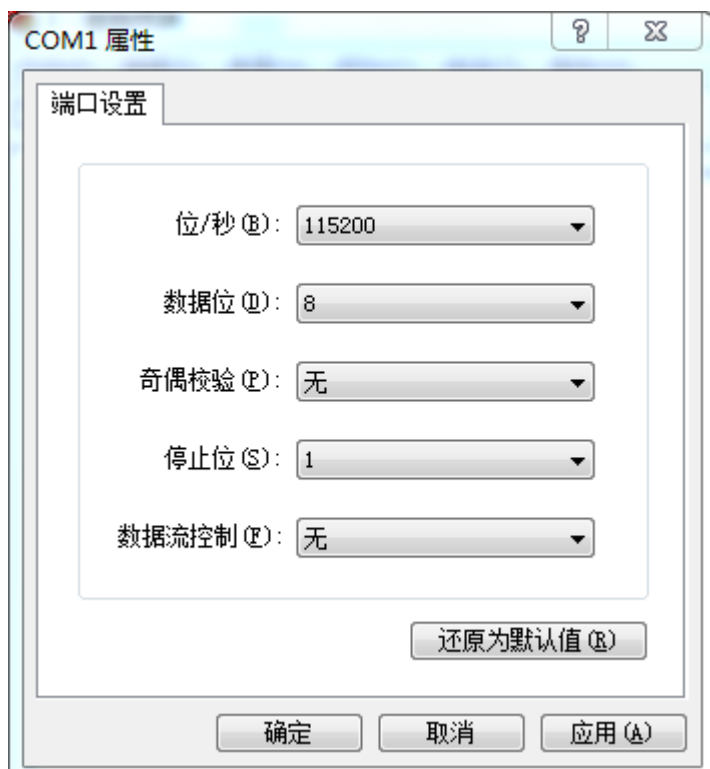 COM1 属性
端口设置
位/秒(B): 115200
数据位(D): 8
奇偶校验(P): 无
停止位(S): 1
数据流控制(F): 无
还原为默认值(R)
确定 取消 应用(A)